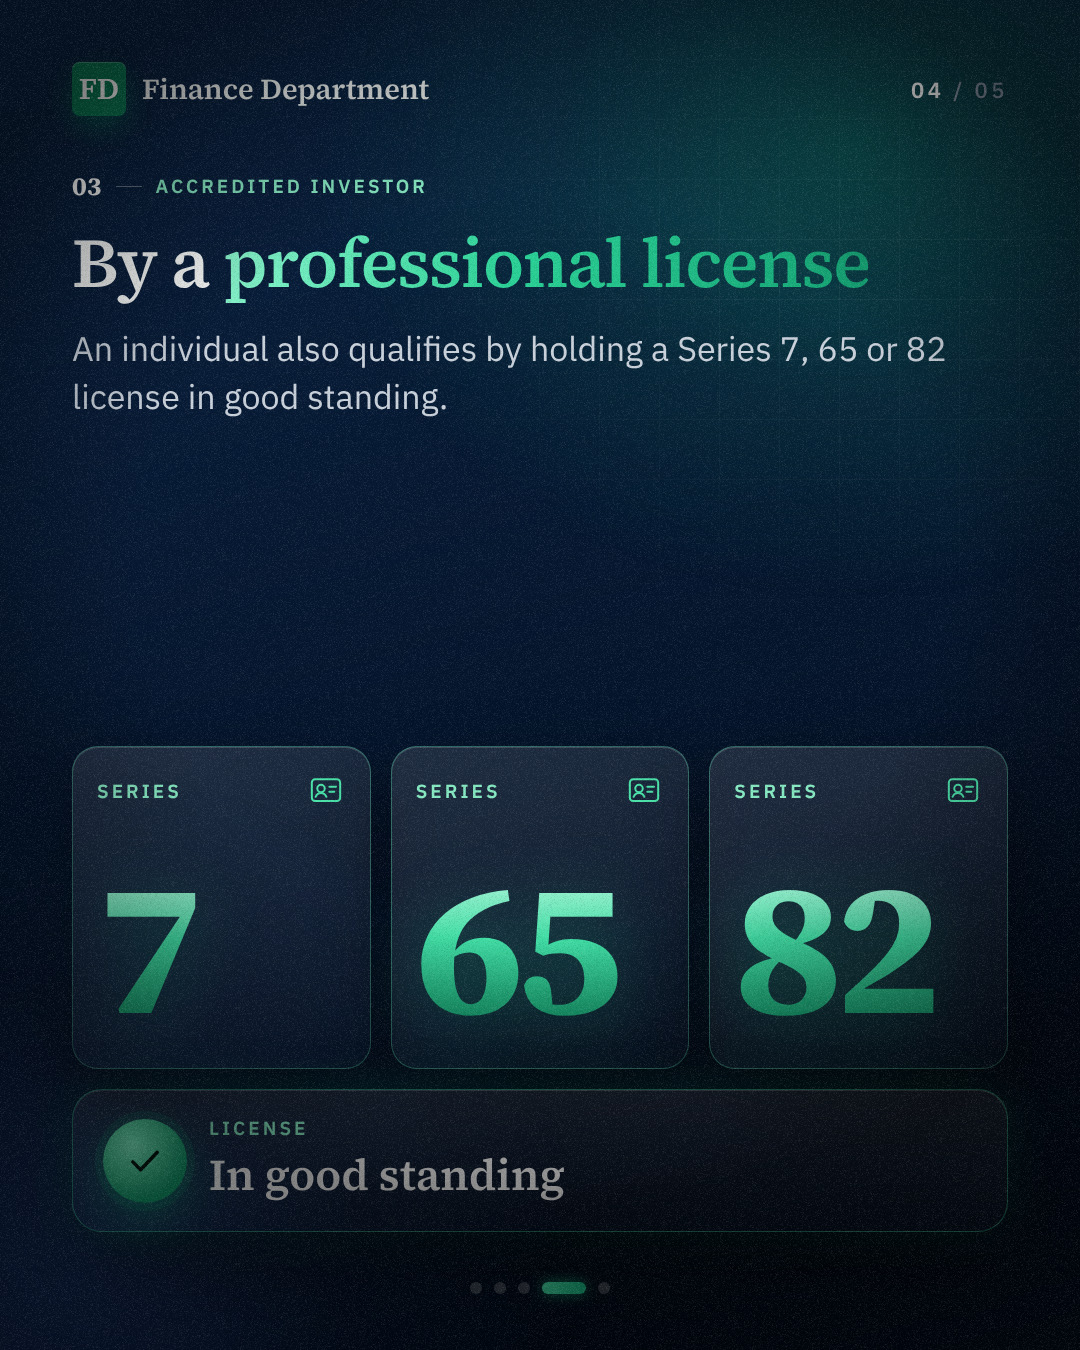 FD Finance Department
04 / 05
03 — ACCREDITED INVESTOR
By a professional license
An individual also qualifies by holding a Series 7, 65 or 82
license in good standing.
SERIES
7
SERIES
65
SERIES
82
LICENSE
In good standing